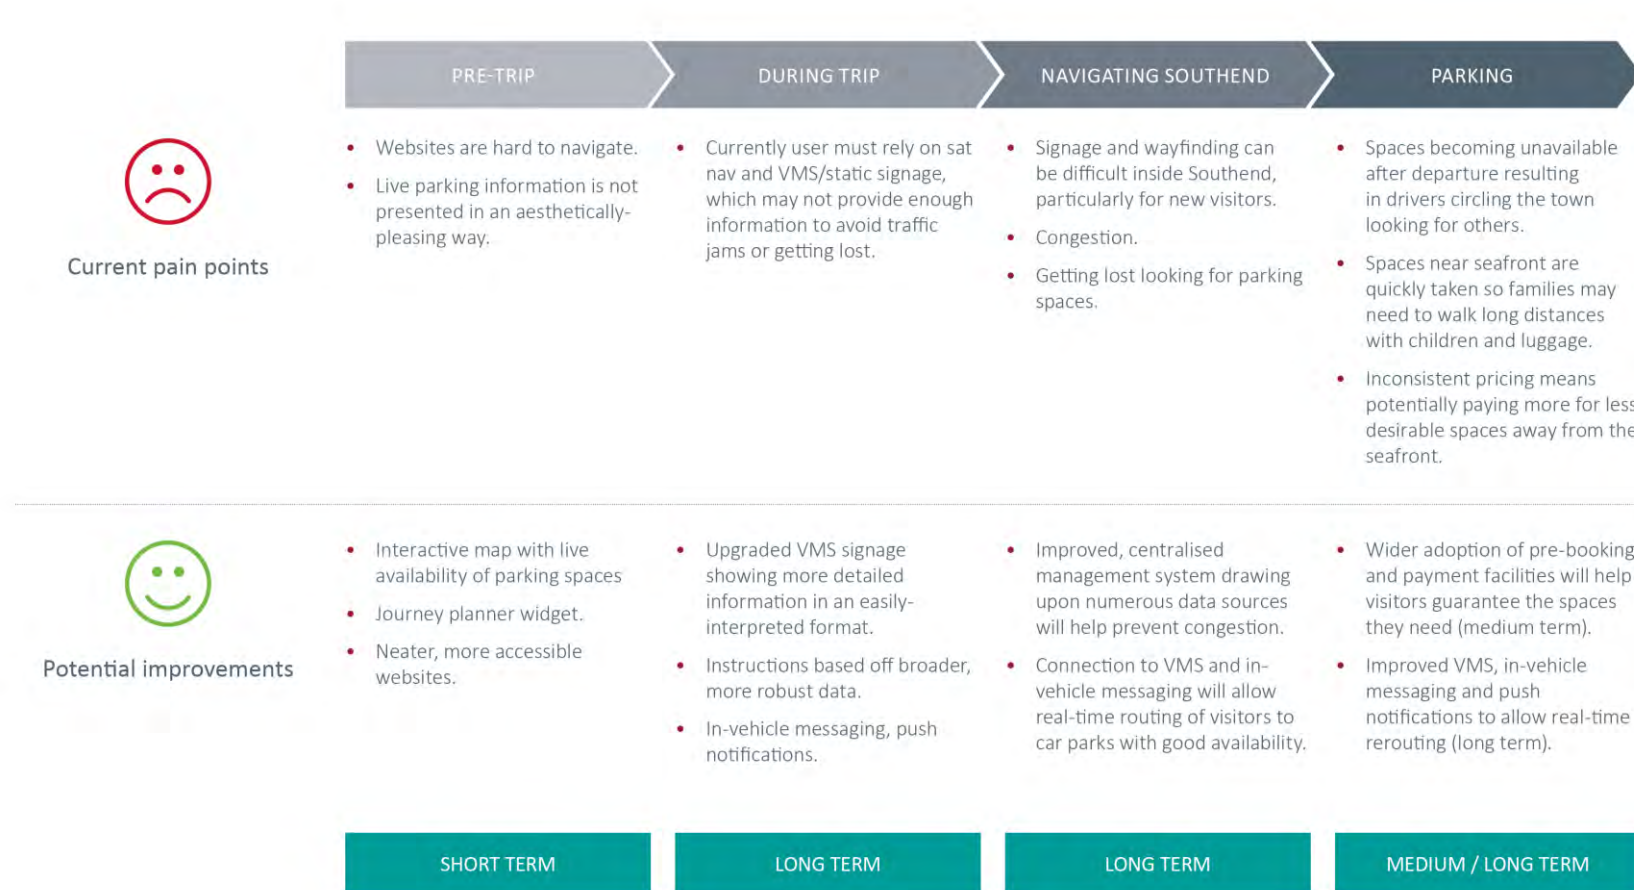 PRE-TRIP
DURING TRIP
NAVIGATING SOUTHEND
PARKING
Current pain points
• Websites are hard to navigate.
• Live parking information is not
presented in an aesthetically-
pleasing way.
• Currently user must rely on sat
nav and VMS/static signage,
which may not provide enough
information to avoid traffic
jams or getting lost.
• Signage and wayfinding can
be difficult inside Southend,
particularly for new visitors.
• Congestion.
• Getting lost looking for parking
spaces.
• Spaces becoming unavailable
after departure resulting
in drivers circling the town
looking for others.
• Spaces near seafront are
quickly taken so families may
need to walk long distances
with children and luggage.
• Inconsistent pricing means
potentially paying more for less
desirable spaces away from the
seafront.
Potential improvements
• Interactive map with live
availability of parking spaces
• Journey planner widget.
• Neater, more accessible
websites.
• Upgraded VMS signage
showing more detailed
information in an easily-
interpreted format.
• Instructions based off broader,
more robust data.
• In-vehicle messaging, push
notifications.
• Improved, centralised
management system drawing
upon numerous data sources
will help prevent congestion.
• Connection to VMS and in-
vehicle messaging will allow
real-time routing of visitors to
car parks with good availability.
• Wider adoption of pre-booking
and payment facilities will help
visitors guarantee the spaces
they need (medium term).
• Improved VMS, in-vehicle
messaging and push
notifications to allow real-time
rerouting (long term).
SHORT TERM
LONG TERM
LONG TERM
MEDIUM / LONG TERM